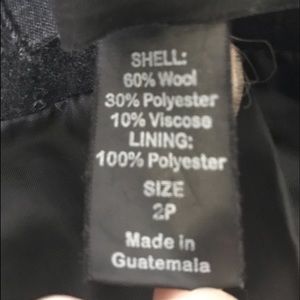 SHELL:
60% Wool
30% Polyester
10% Viscose
LINING:
100% Polyester
SIZE
2P
Made in
Guatemala